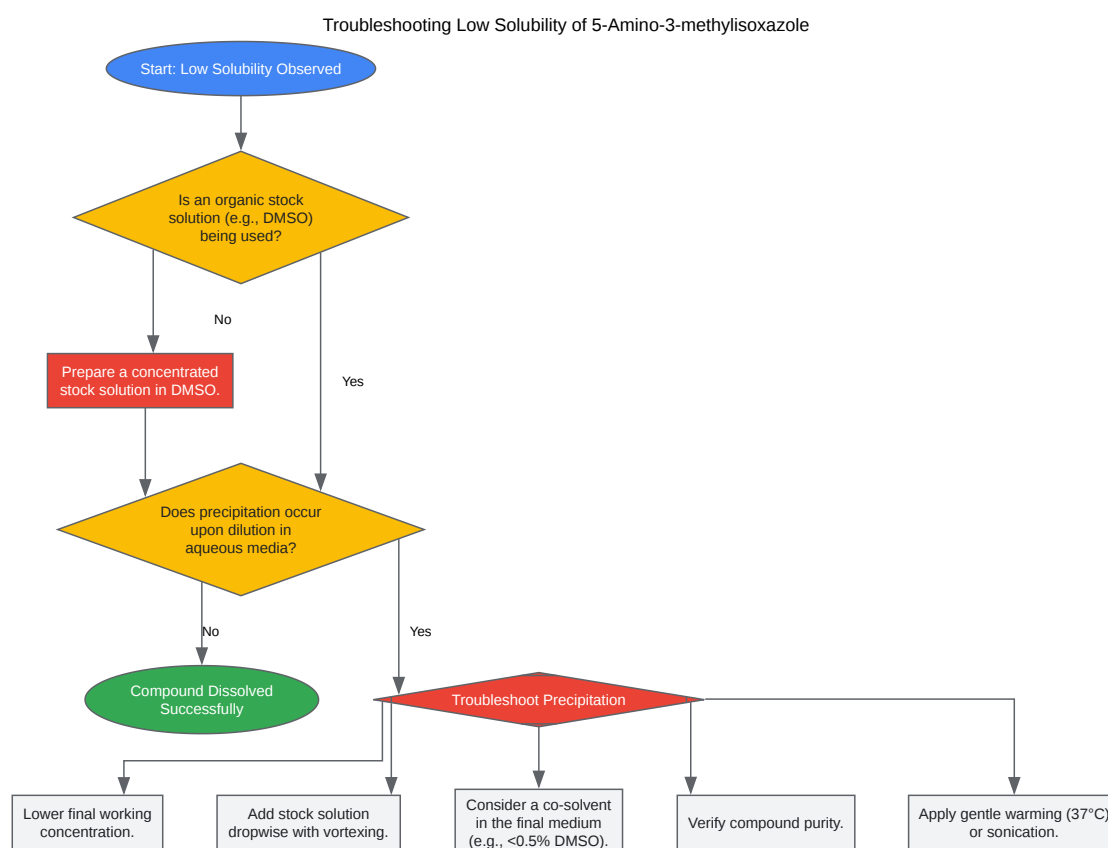 Troubleshooting Low Solubility of 5-Amino-3-methylisoxazole
Start: Low Solubility Observed
Is an organic stock
solution (e.g., DMSO)
being used?
No
Prepare a concentrated
stock solution in DMSO.
Yes
Does precipitation occur
upon dilution in
aqueous media?
No
Yes
Compound Dissolved
Successfully
Troubleshoot Precipitation
Lower final working
concentration.
Add stock solution
dropwise with vortexing.
Consider a co-solvent
in the final medium
(e.g., <0.5% DMSO).
Verify compound purity.
Apply gentle warming (37°C)
or sonication.